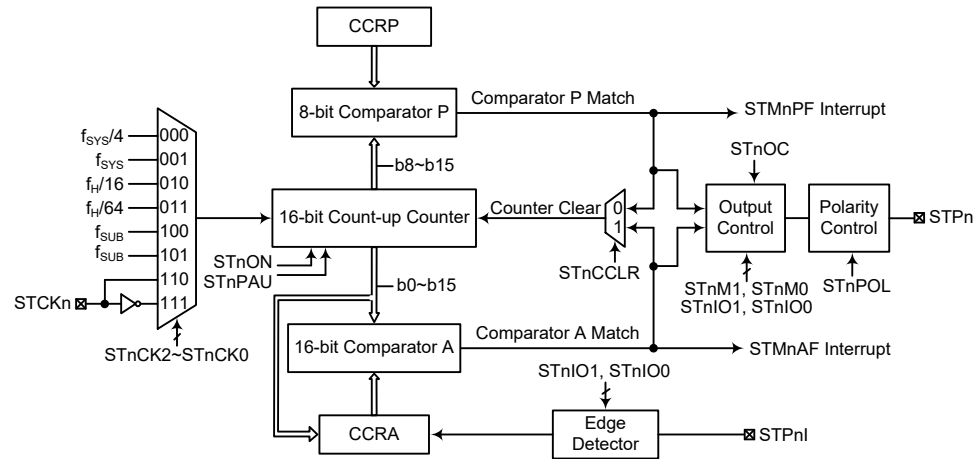 CCRP
8-bit Comparator P
Comparator P Match
STMnPF Interrupt
b8~b15
fSYS/4
000
fSYS
001
fH/16
010
fH/64
011
fSUB
100
fSUB
101
110
111
STCKn
STnCK2~STnCK0
16-bit Count-up Counter
STnON
STnPAU
Counter Clear
0
1
STnCCLR
STnOC
Output
Control
Polarity
Control
STPn
STnM1, STnM0
STnIO1, STnIO0
STnPOL
b0~b15
16-bit Comparator A
Comparator A Match
STMnAF Interrupt
STnIO1, STnIO0
CCRA
Edge
Detector
STPnI